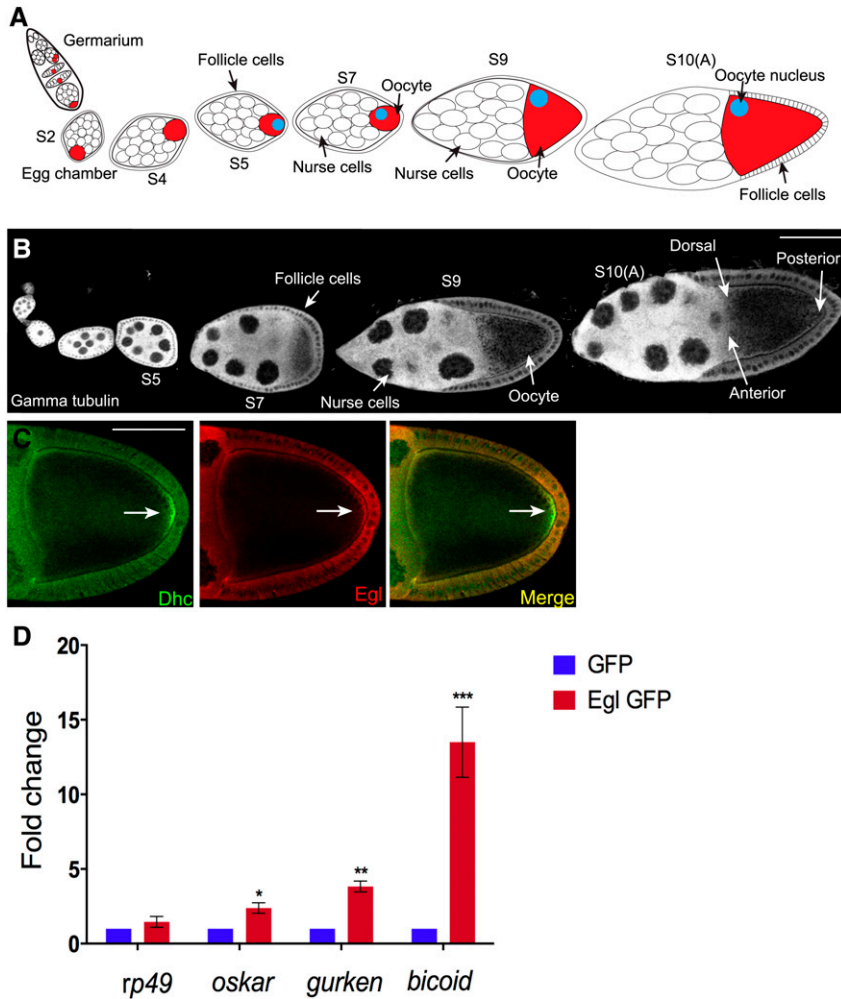 A
Germarium
S2
Egg chamber
S4
Follicle cells
S5
S7
Oocyte
Nurse cells
S9
Nurse cells
Oocyte
S10(A)
Oocyte nucleus
Follicle cells
B
Gamma tubulin
S5
S7
Follicle cells
S9
Nurse cells
Oocyte
S10(A)
Dorsal
Posterior
Anterior
C
Dhc
Egl
Merge
D
Fold change
20
15
10
5
0
*
**
***
rp49
oskar
gurken
bicoid
GFP
Egl GFP